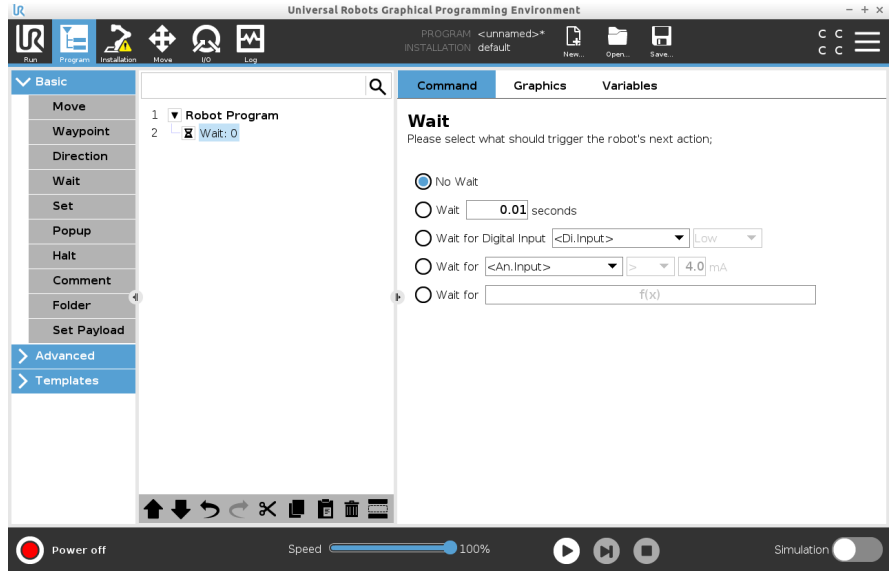 UR Universal Robots Graphical Programming Environment
UR
Run Program Installation Move I/O Log
PROGRAM <unnamed>*
INSTALLATION default
New... Open... Save...
C C
C C
Basic
Move
Waypoint
Direction
Wait
Set
Popup
Halt
Comment
Folder
Set Payload
Advanced
Templates
1 Robot Program
2 Wait: 0
Command Graphics Variables
Wait
Please select what should trigger the robot's next action;
No Wait
Wait 0.01 seconds
Wait for Digital Input <Di.Input> Low
Wait for <An.Input> > 4.0 mA
Wait for f(x)
Power off Speed 100% Simulation